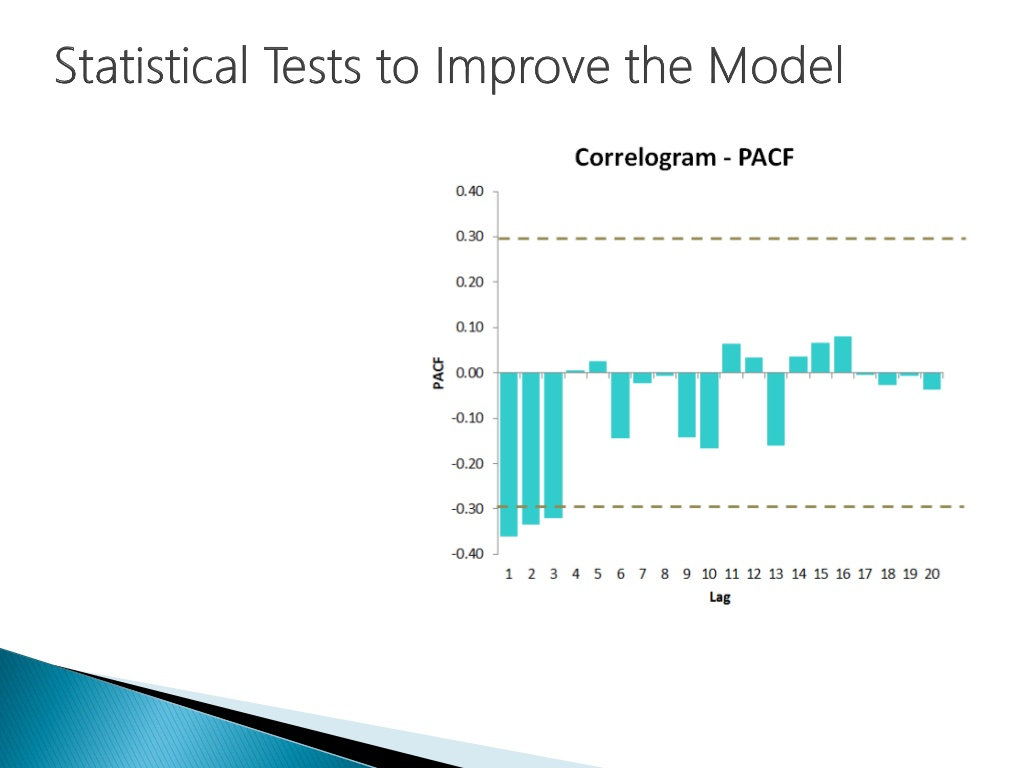 Statistical Tests to Improve the Model
Correlogram - PACF
0.40
0.30
0.20
0.10
0.00
-0.10
-0.20
-0.30
-0.40
PACF
1 2 3 4 5 6 7 8 9 10 11 12 13 14 15 16 17 18 19 20
Lag